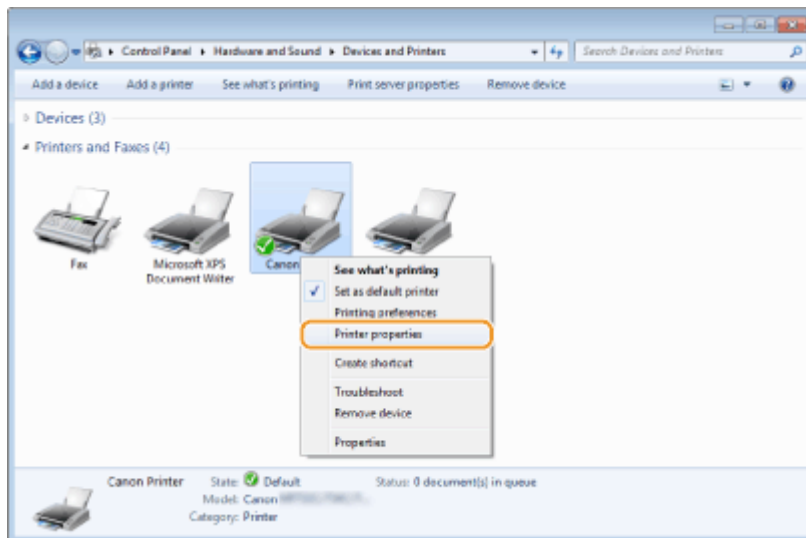 Control Panel ▸ Hardware and Sound ▸ Devices and Printers
Search Devices and Printers
Add a device Add a printer See what's printing Print server properties Remove device
Devices (3)
Printers and Faxes (4)
Fax
Microsoft XPS
Document Writer
Canon
See what's printing
Set as default printer
Printing preferences
Printer properties
Create shortcut
Troubleshoot
Remove device
Properties
Canon Printer State: Default Status: 0 document(s) in queue
Model: Canon
Category: Printer